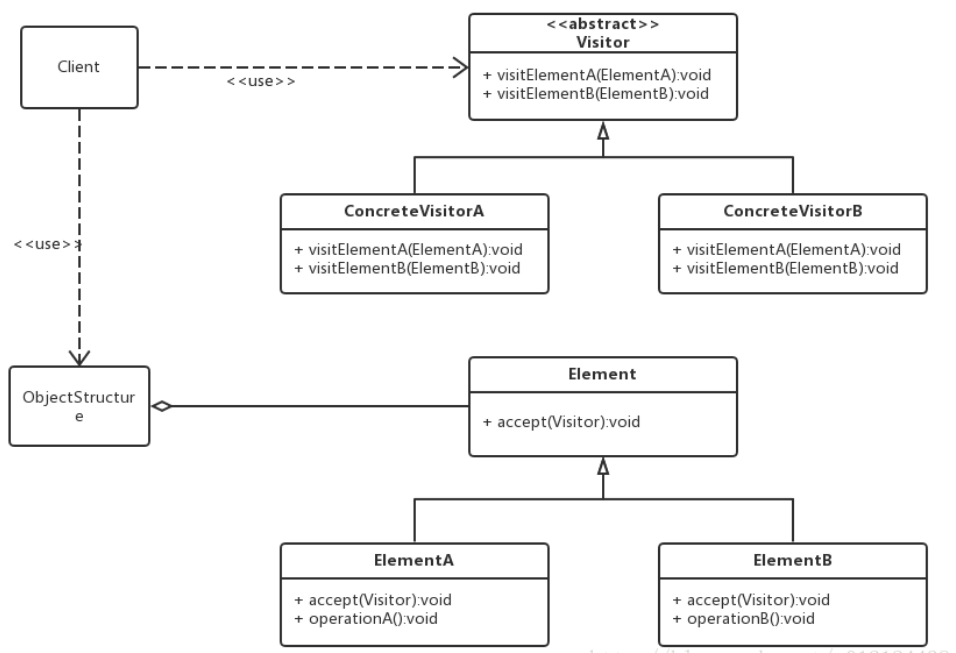 <<abstract>>
Visitor
Client
+ visitElementA(ElementA):void
<<use>>
+ visitElementB(ElementB):void
ConcreteVisitorA
ConcreteVisitorB
+ visitElementA(ElementA):void
+ visitElementA(ElementA):void
<<use>>
+ visitElementB(ElementB):void
+ visitElementB(ElementB):void
Element
ObjectStructur
e
+ accept(Visitor):void
ElementA
ElementB
+ accept(Visitor):void
+ operationA():void
+ accept(Visitor):void
+ operationB():void